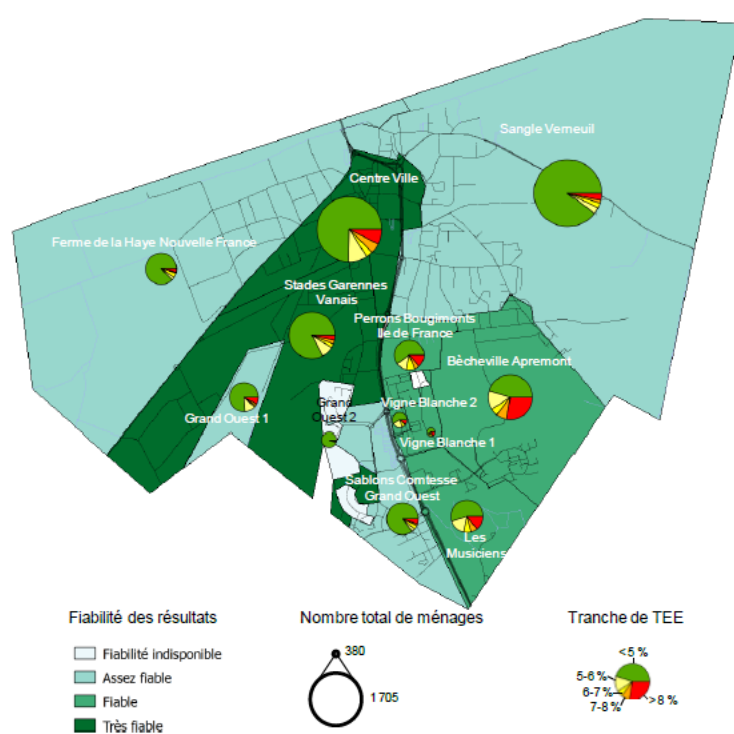 Sangle Verneuil
Centre Ville
Ferme de la Haye Nouvelle France
Stades Garennes
Vanais
Perrons Bougimonts
Ile de France
Bècheville Apremont
Grand Ouest 1
Grand
Ouest 2
Vigne Blanche 2
Vigne Blanche 1
Sablons Comtesse
Grand Ouest
Les
Musiciens
Fiabilité des résultats
Fiabilité indisponible
Assez fiable
Fiable
Très fiable
Nombre total de ménages
380
1 705
Tranche de TEE
<5 %
5-6 %
6-7 %
7-8 %
>8 %